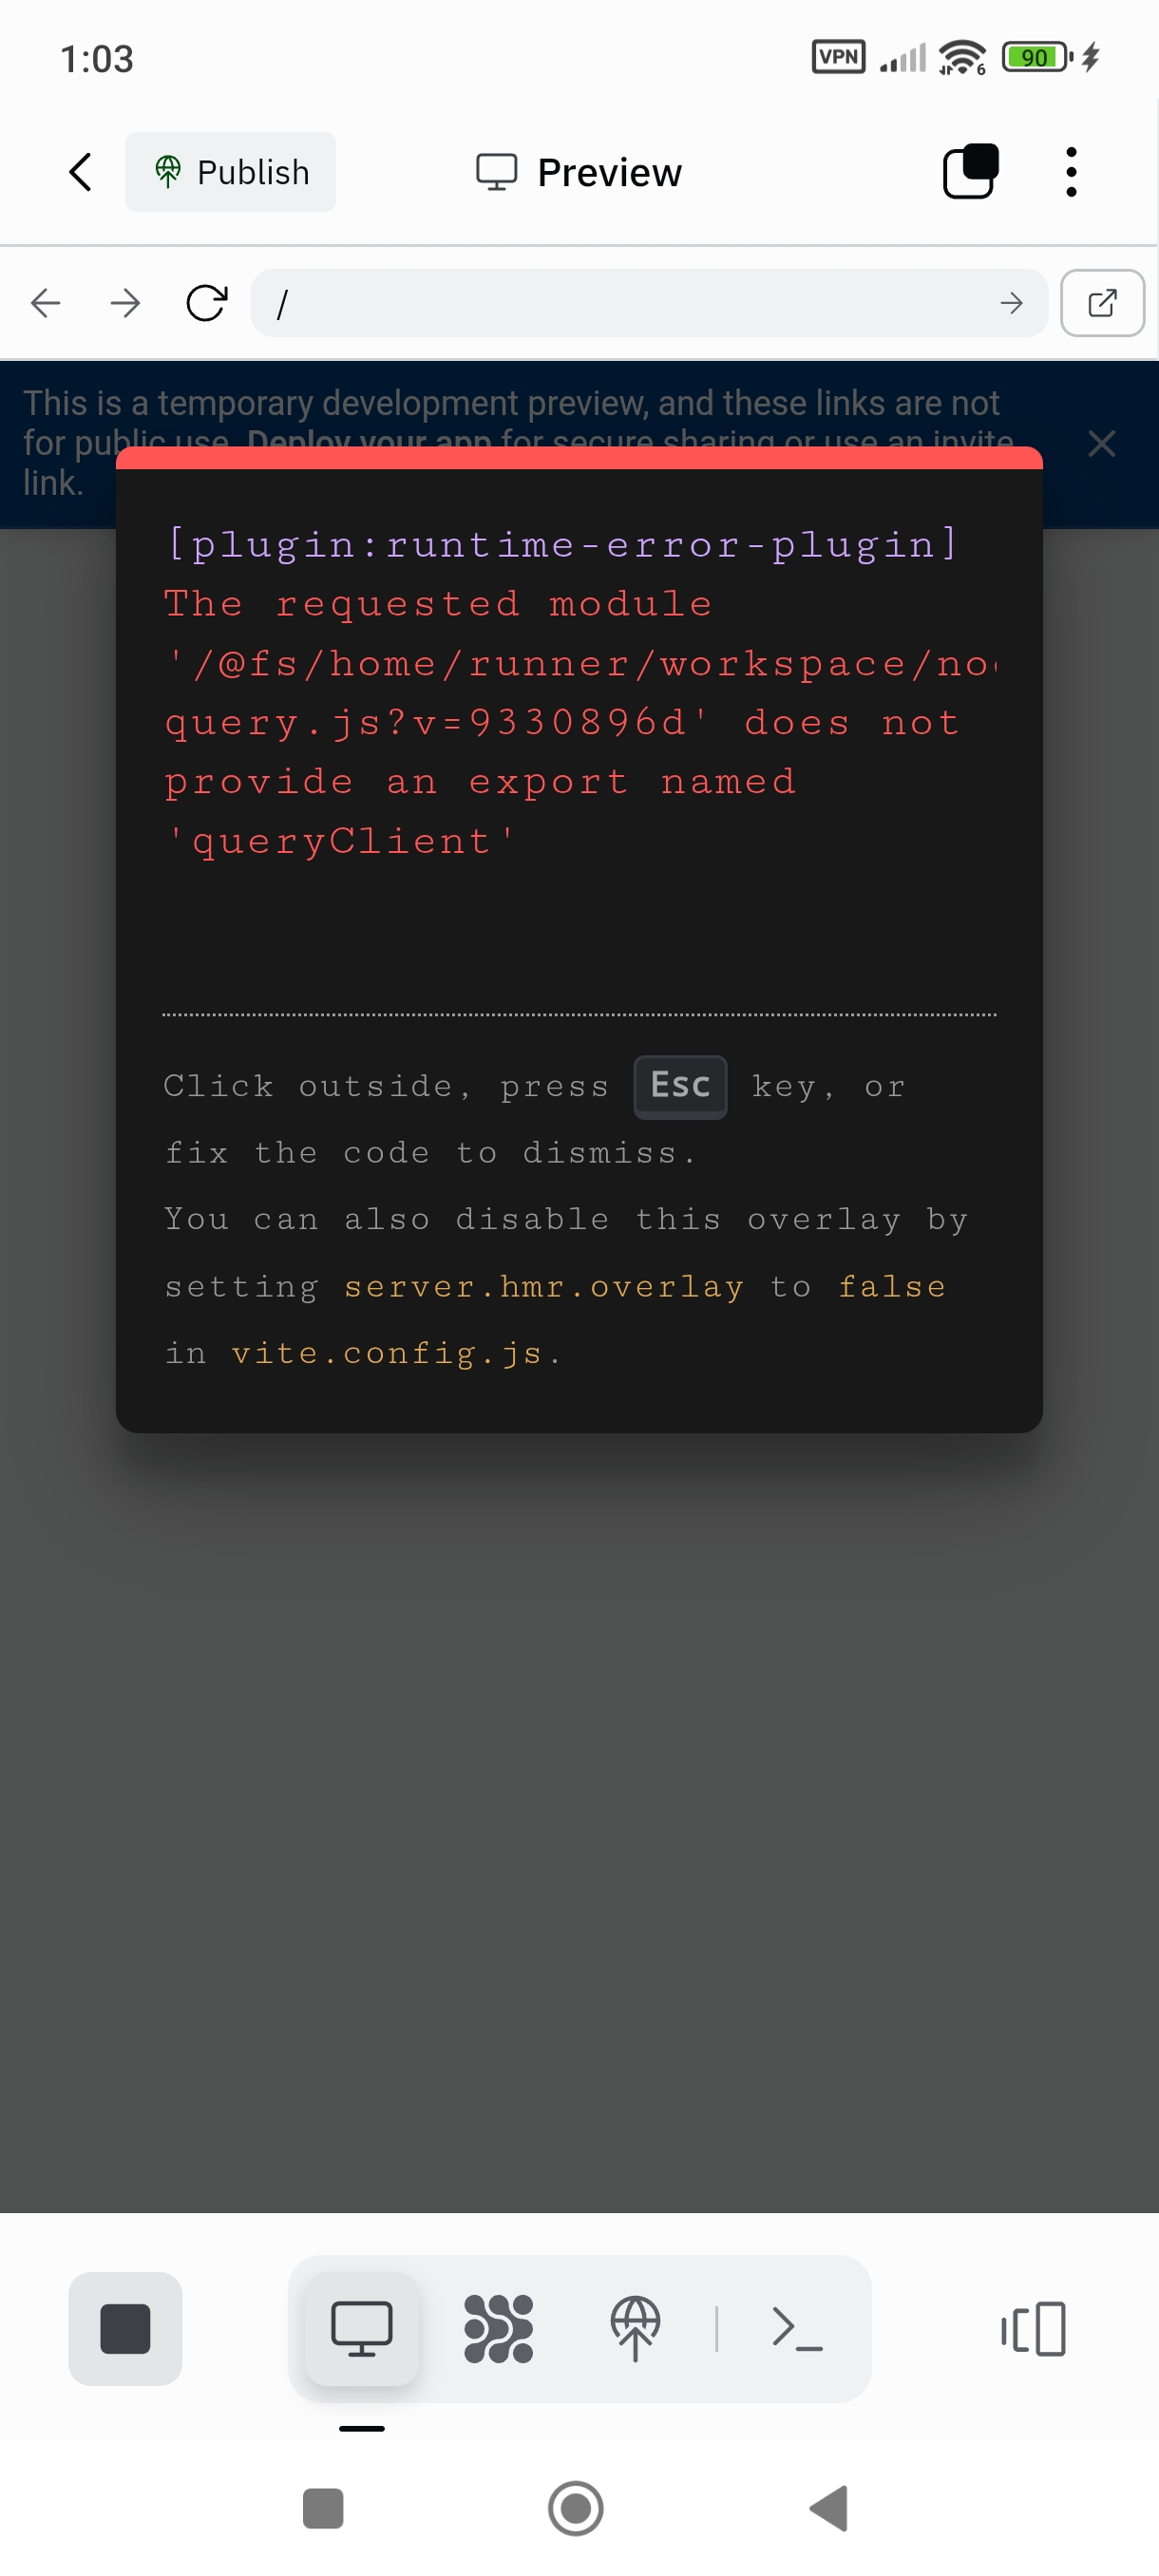 1:03
VPN
6
90
Publish
Preview
/
This is a temporary development preview, and these links are not
for public use. Deploy your app for secure sharing or use an invite
link.
[plugin:runtime-error-plugin]
The requested module
'/@fs/home/runner/workspace/no
query.js?v=9330896d' does not
provide an export named
'queryClient'
Click outside, press Esc key, or
fix the code to dismiss.
You can also disable this overlay by
setting server.hmr.overlay to false
in vite.config.js.